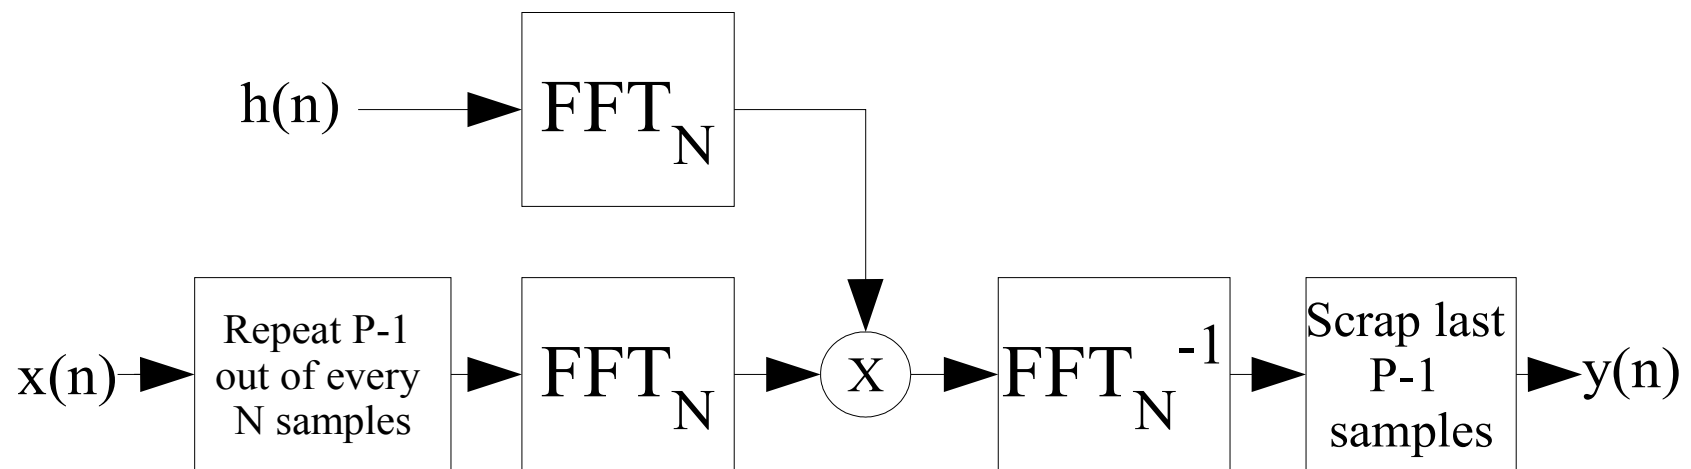 h(n)
FFT_N
x(n)
Repeat P-1
out of every
N samples
FFT_N
X
FFT_N^-1
Scrap last
P-1
samples
y(n)